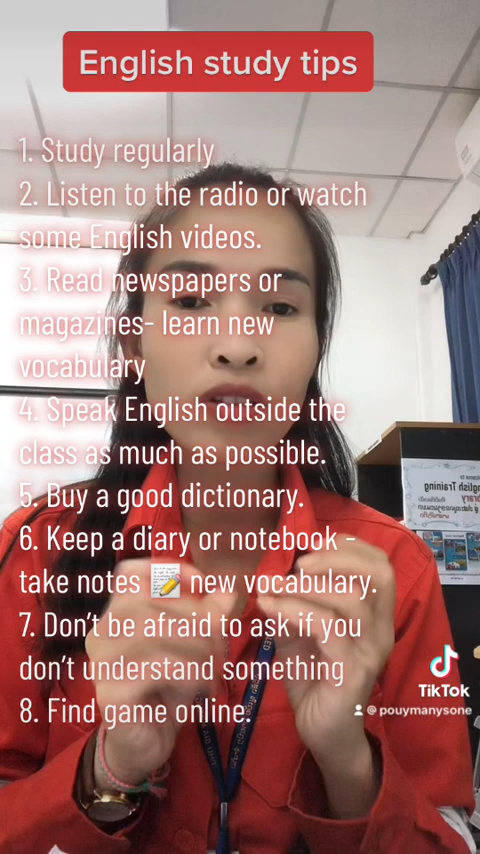 English study tips
1. Study regularly
2. Listen to the radio or watch
some English videos.
3. Read newspapers or
magazines- learn new
vocabulary
4. Speak English outside the
class as much as possible.
5. Buy a good dictionary.
6. Keep a diary or notebook -
take notes 📝 new vocabulary.
7. Don’t be afraid to ask if you
don’t understand something
8. Find game online.
TikTok
@pouymanysone
English Training